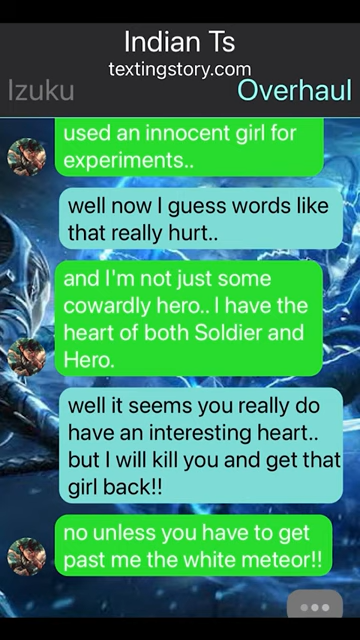 Indian Ts
textingstory.com
Izuku
Overhaul
used an innocent girl for
experiments..
well now I guess words like
that really hurt..
and I'm not just some
cowardly hero.. I have the
heart of both Soldier and
Hero.
well it seems you really do
have an interesting heart..
but I will kill you and get that
girl back!!
no unless you have to get
past me the white meteor!!